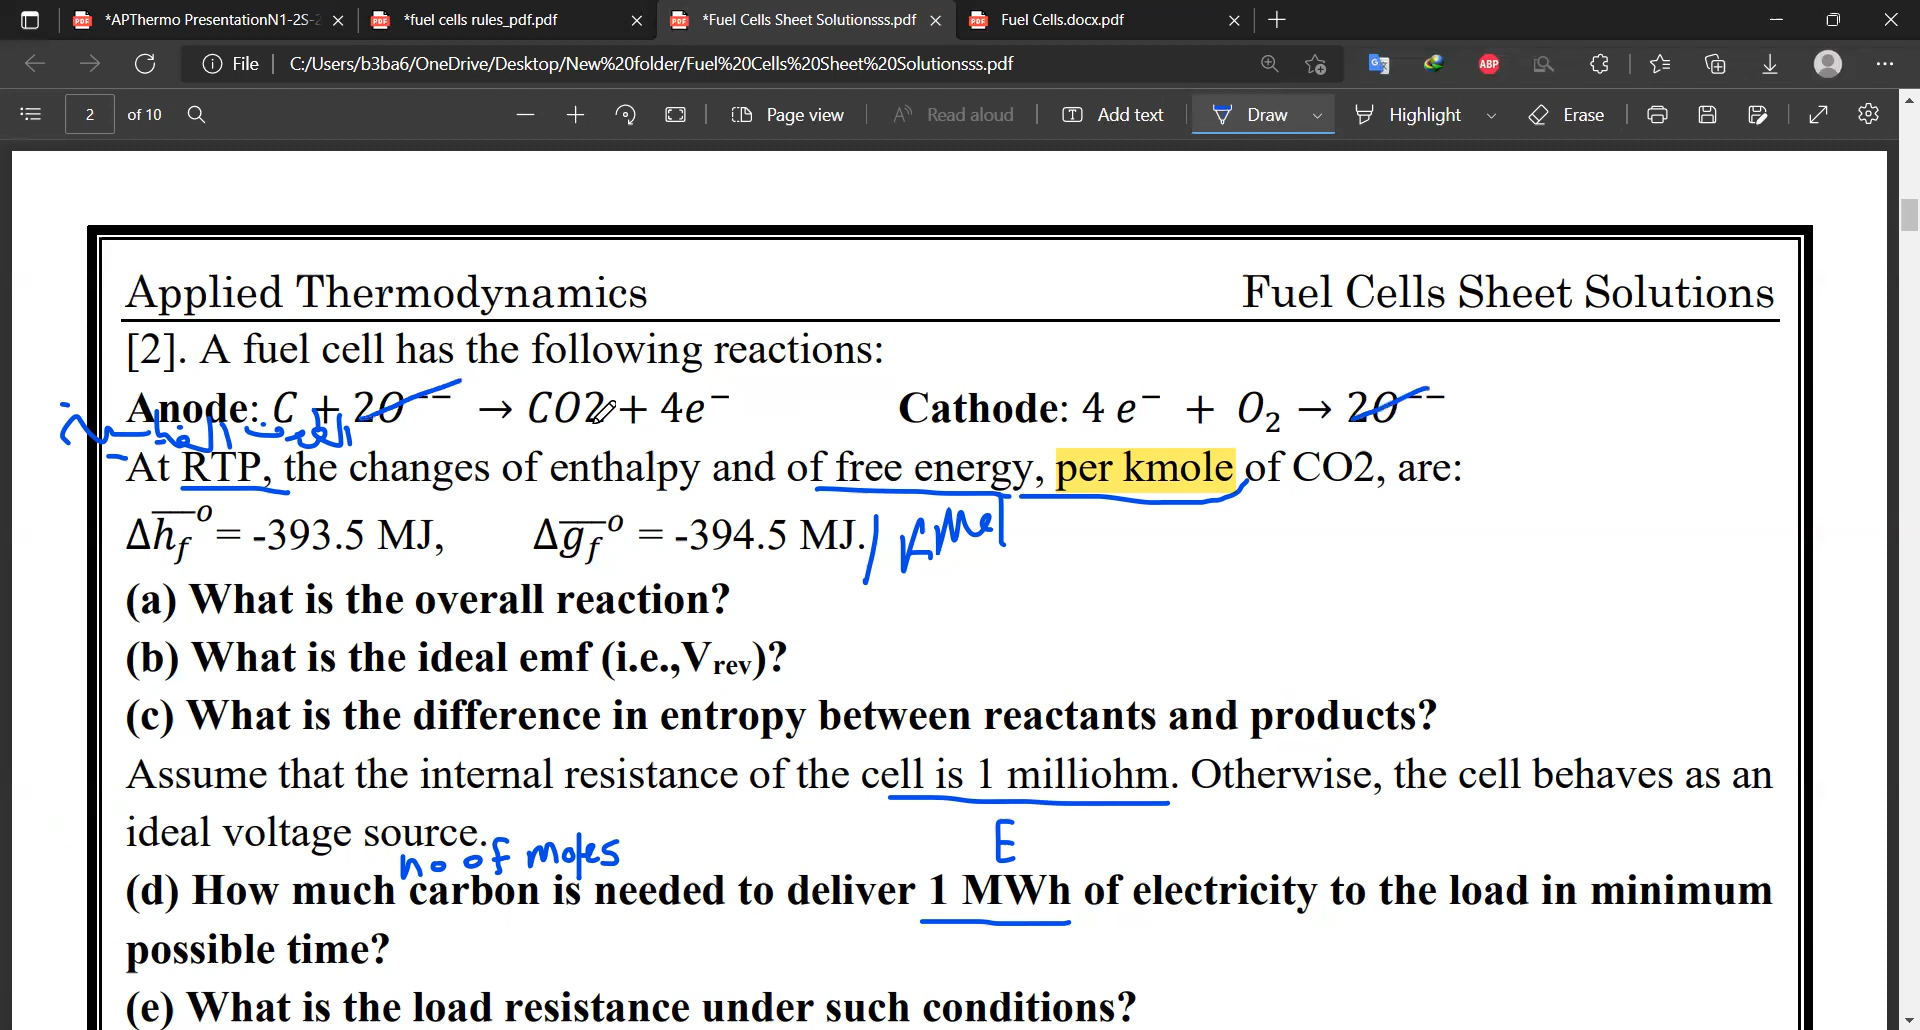 *APThermo PresentationN1-2S-2
*fuel cells rules_pdf.pdf
*Fuel Cells Sheet Solutionsss.pdf
Fuel Cells.docx.pdf
File
C:/Users/b3ba6/OneDrive/Desktop/New%20folder/Fuel%20Cells%20Sheet%20Solutionsss.pdf
ABP
2 of 10
Page view
Read aloud
Add text
Draw
Highlight
Erase
Applied Thermodynamics Fuel Cells Sheet Solutions
[2]. A fuel cell has the following reactions:
Anode: C + 2O⁻⁻ → CO2 + 4e⁻ Cathode: 4 e⁻ + O₂ → 2O⁻⁻
At RTP, the changes of enthalpy and of free energy, per kmole of CO2, are:
Δh̅f° = -393.5 MJ, Δg̅f° = -394.5 MJ. / Kmol
(a) What is the overall reaction?
(b) What is the ideal emf (i.e.,Vrev)?
(c) What is the difference in entropy between reactants and products?
Assume that the internal resistance of the cell is 1 milliohm. Otherwise, the cell behaves as an
ideal voltage source.
E
no of moles
(d) How much carbon is needed to deliver 1 MWh of electricity to the load in minimum
possible time?
(e) What is the load resistance under such conditions?